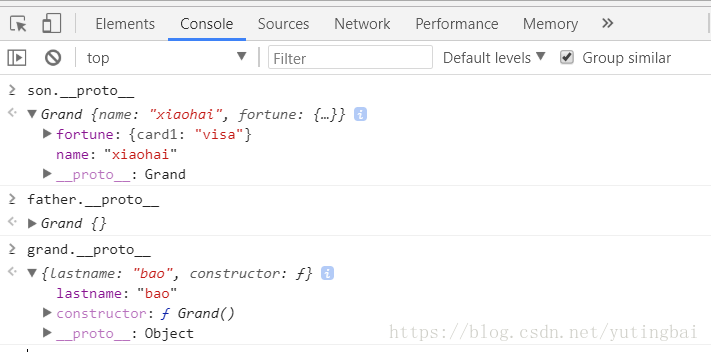 Elements Console Sources Network Performance Memory »
top Filter Default levels Group similar
son.__proto__
Grand {name: "xiaohai", fortune: {…}} i
fortune: {card1: "visa"}
name: "xiaohai"
__proto__: Grand
father.__proto__
Grand {}
grand.__proto__
{lastname: "bao", constructor: ƒ} i
lastname: "bao"
constructor: ƒ Grand()
__proto__: Object
https://blog.csdn.net/yutingbai